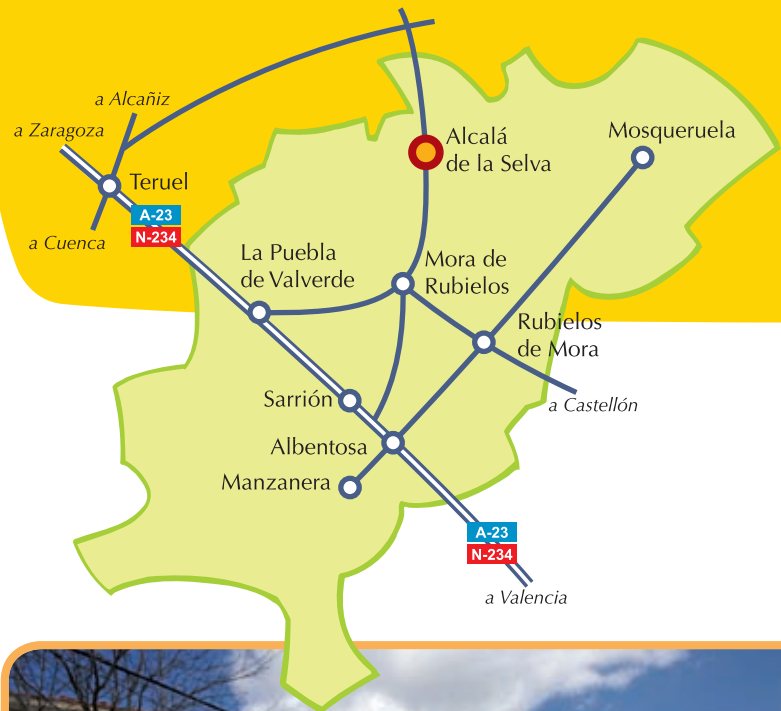 a Alcañiz
a Zaragoza
Teruel
A-23
N-234
a Cuenca
Alcalá
de la Selva
Mosqueruela
La Puebla
de Valverde
Mora de
Rubielos
Rubielos
de Mora
Sarrión
a Castellón
Albentosa
Manzanera
A-23
N-234
a Valencia